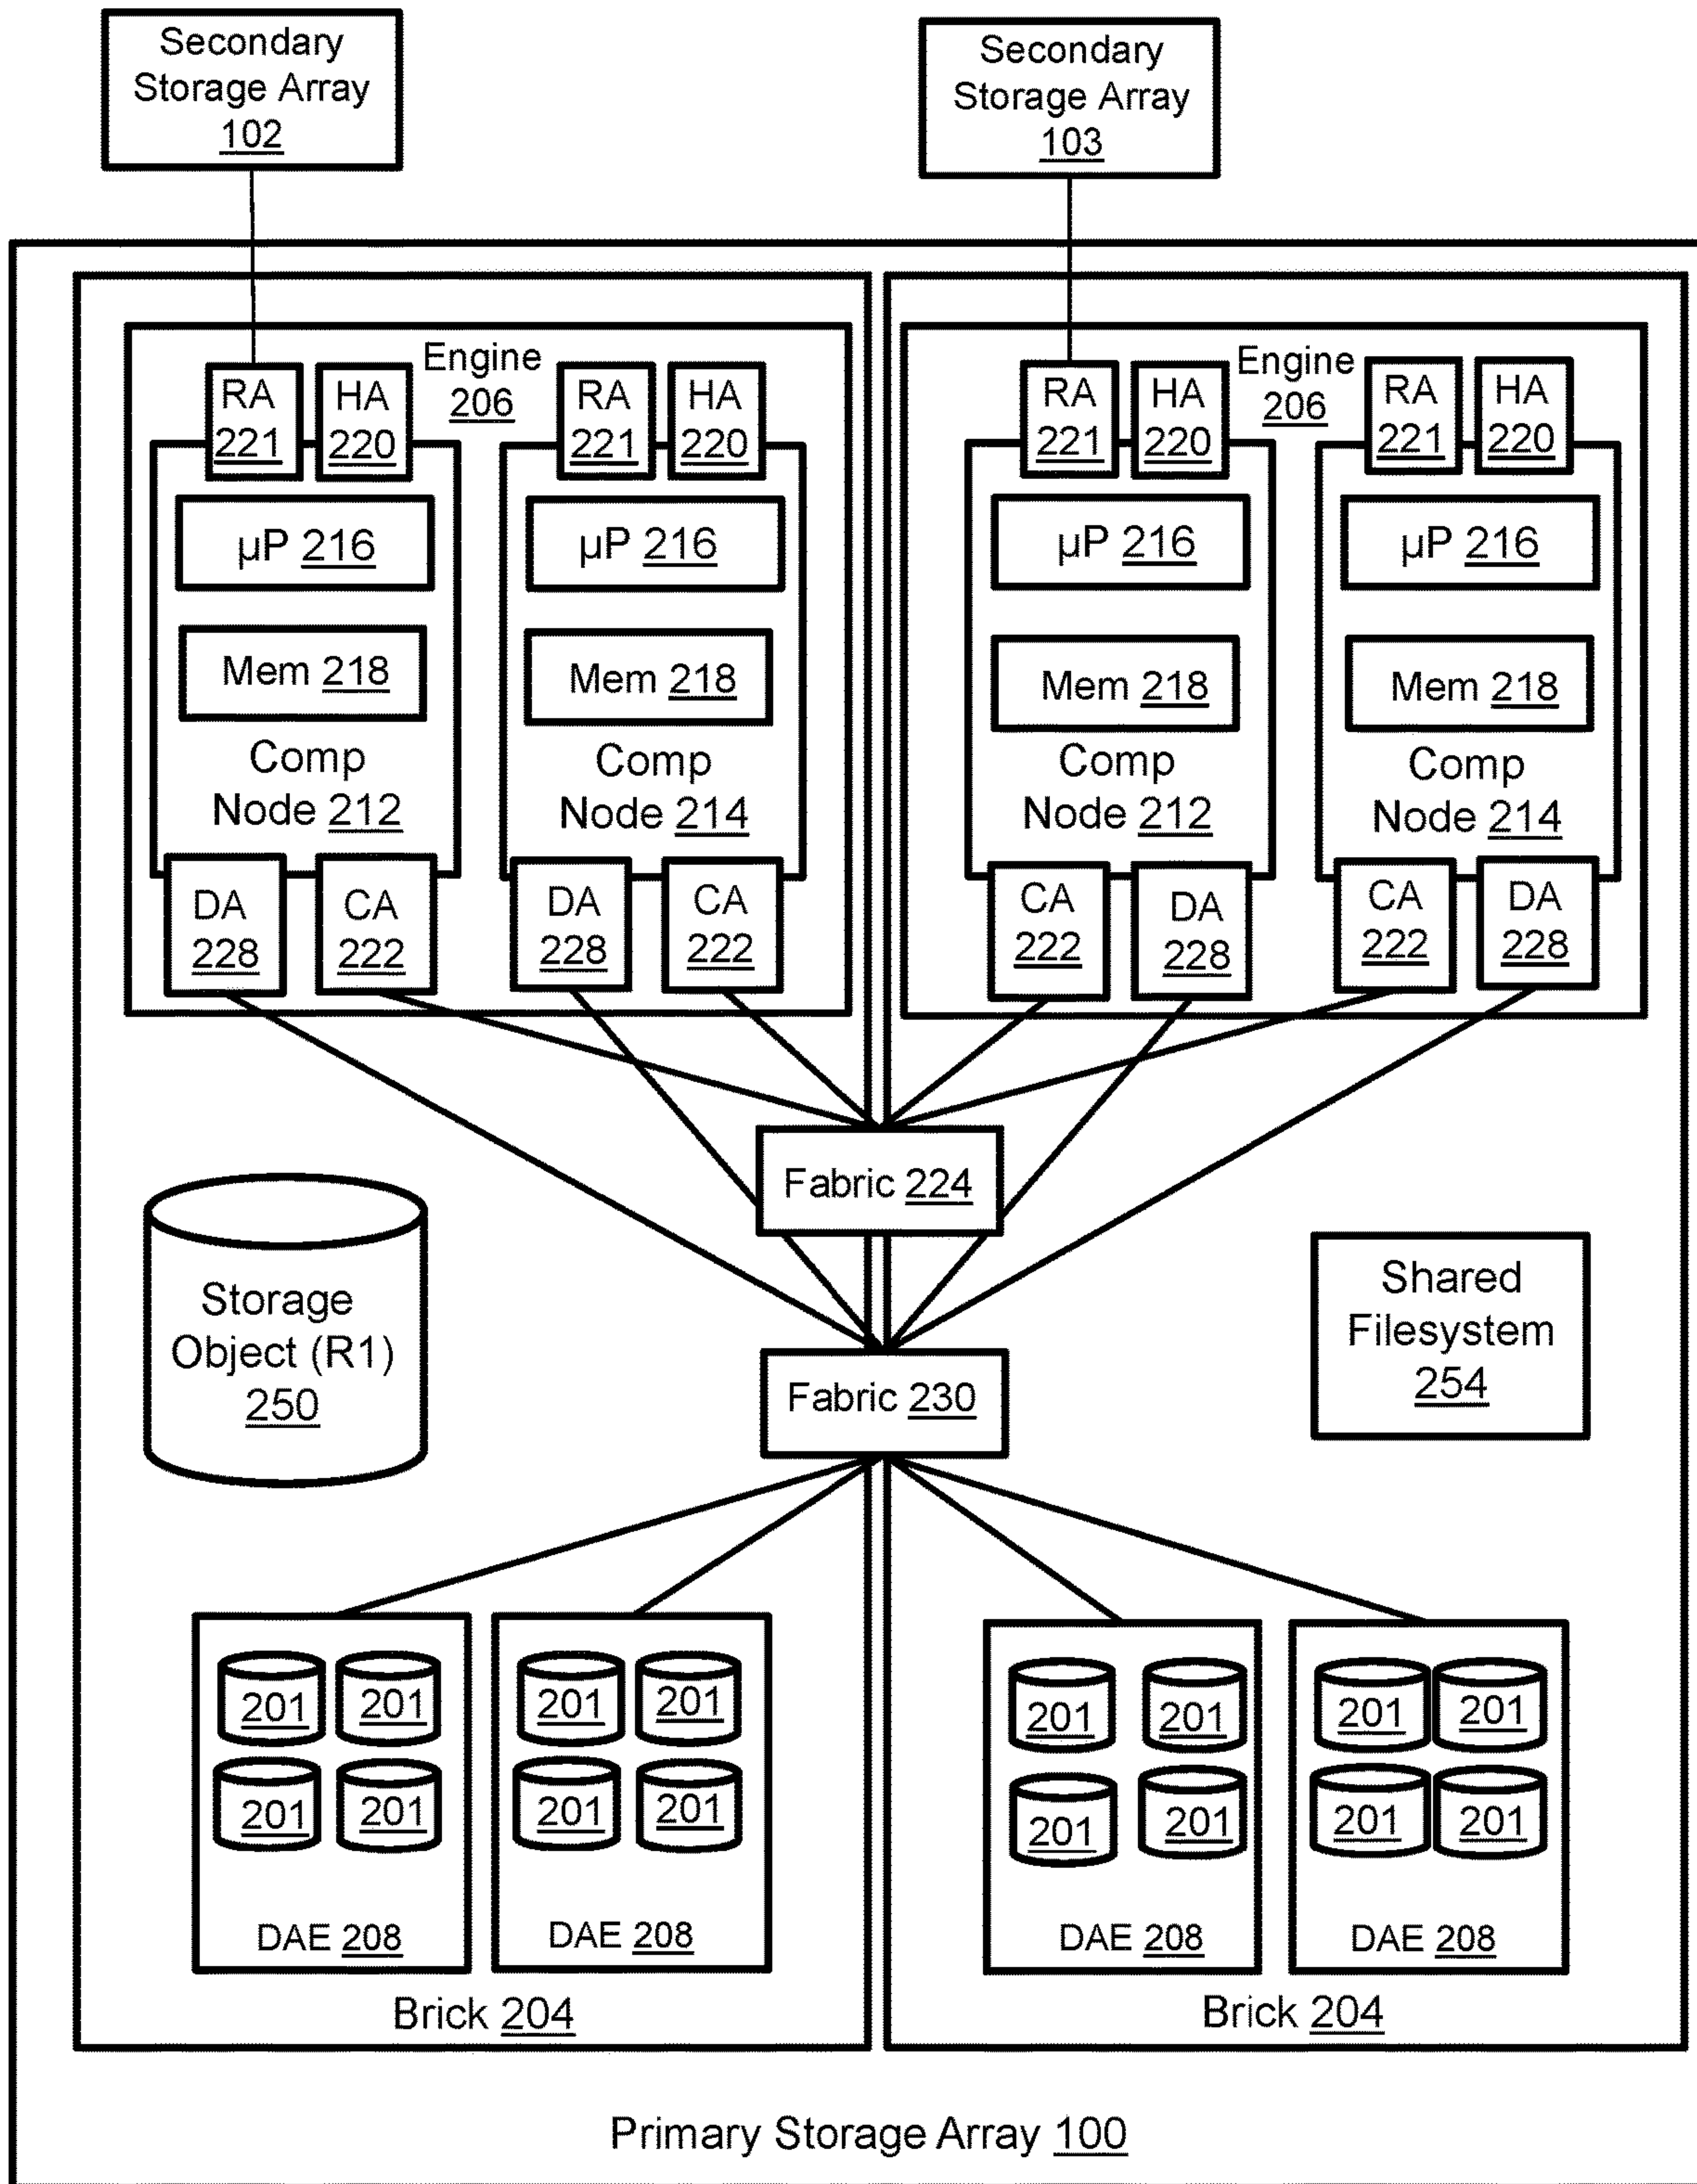 Secondary
Storage Array
102
Secondary
Storage Array
103
RA
221
HA
220
Engine
206
RA
221
HA
220
µP 216
Mem 218
Comp
Node 212
DA
228
CA
222
µP 216
Mem 218
Comp
Node 214
DA
228
CA
222
RA
221
HA
220
Engine
206
RA
221
HA
220
µP 216
Mem 218
Comp
Node 212
CA
222
DA
228
µP 216
Mem 218
Comp
Node 214
CA
222
DA
228
Fabric 224
Storage
Object (R1)
250
Shared
Filesystem
254
Fabric 230
201 201
201 201
DAE 208
201 201
201 201
DAE 208
Brick 204
201 201
201 201
DAE 208
201 201
201 201
DAE 208
Brick 204
Primary Storage Array 100